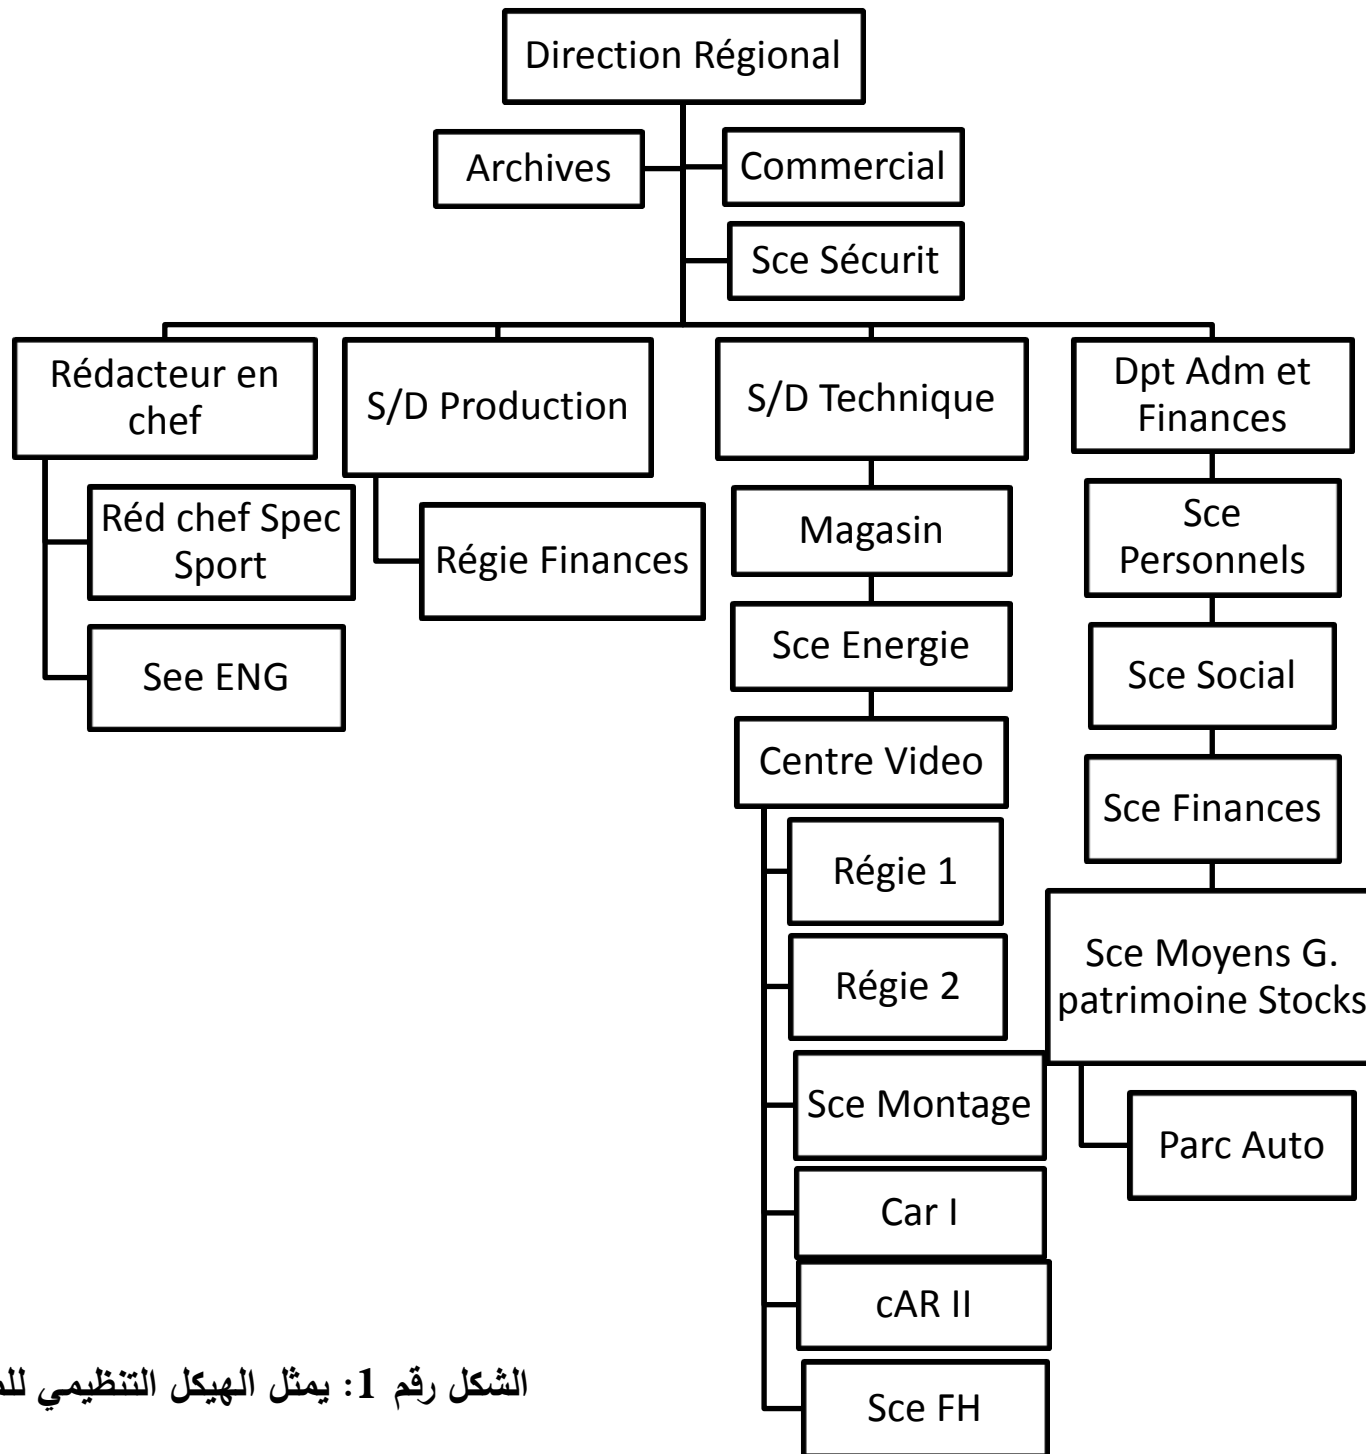 Direction Régional
Archives
Commercial
Sce Sécurit
Rédacteur en
chef
Réd chef Spec
Sport
See ENG
S/D Production
Régie Finances
S/D Technique
Magasin
Sce Energie
Centre Video
Régie 1
Régie 2
Sce Montage
Car I
cAR II
Sce FH
Dpt Adm et
Finances
Sce
Personnels
Sce Social
Sce Finances
Sce Moyens G.
patrimoine Stocks
Parc Auto
الشكل رقم 1: يمثل الهيكل التنظيمي